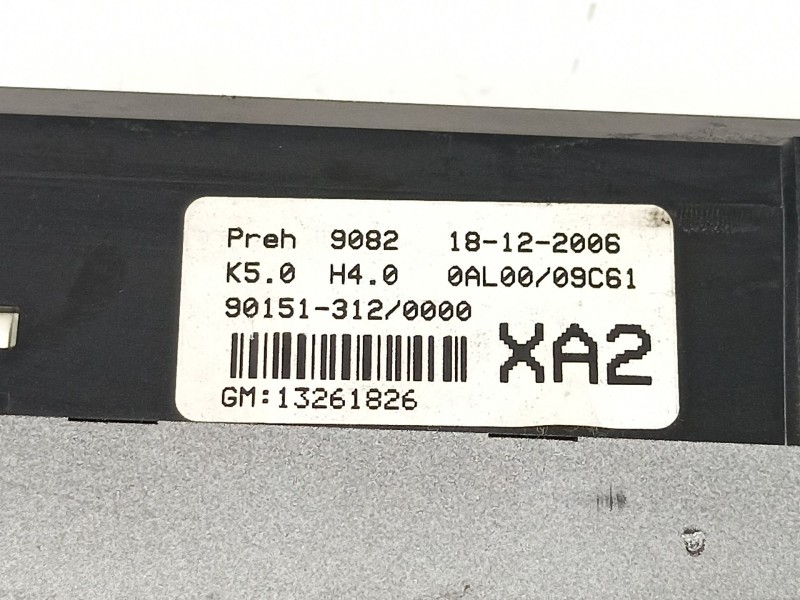 Preh 9082 18-12-2006
K5.0 H4.0 0AL00/09C61
90151-312/0000
XA2
GM:13261826